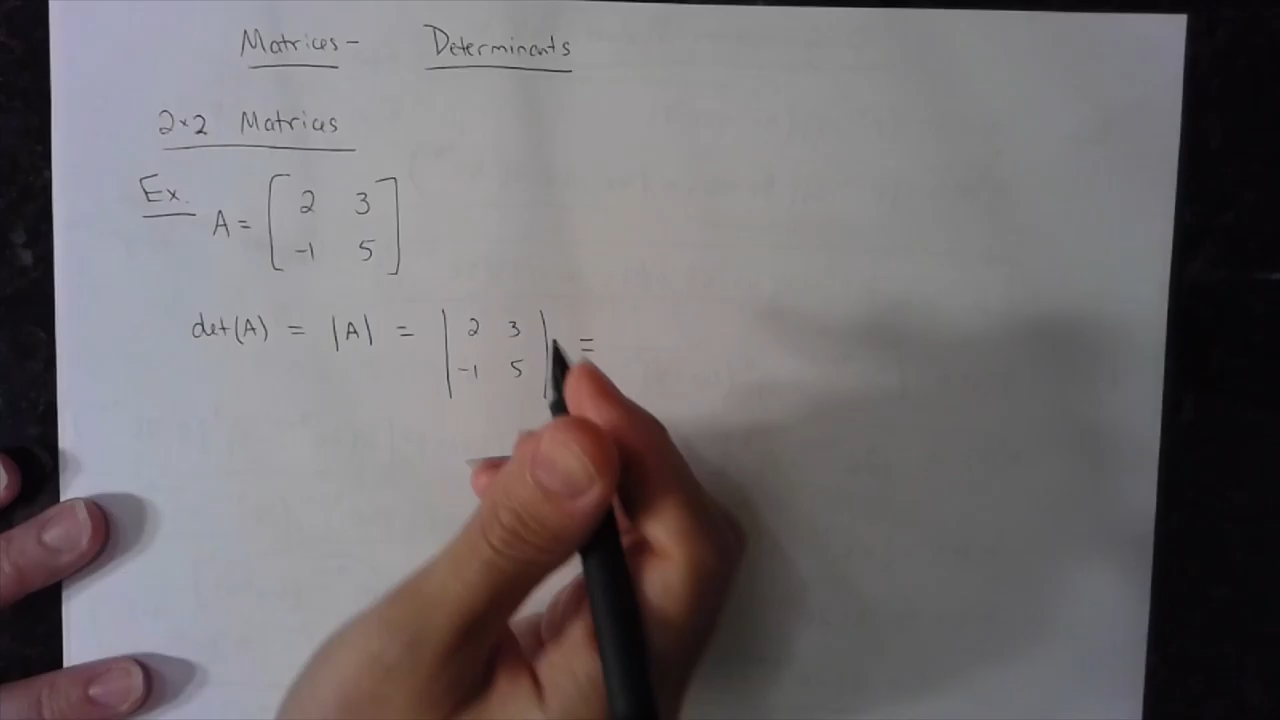 Matrices - Determinants
2×2 Matrices
Ex.
A = [ 2 3
-1 5 ]
det(A) = |A| = | 2 3 | =
| -1 5 |